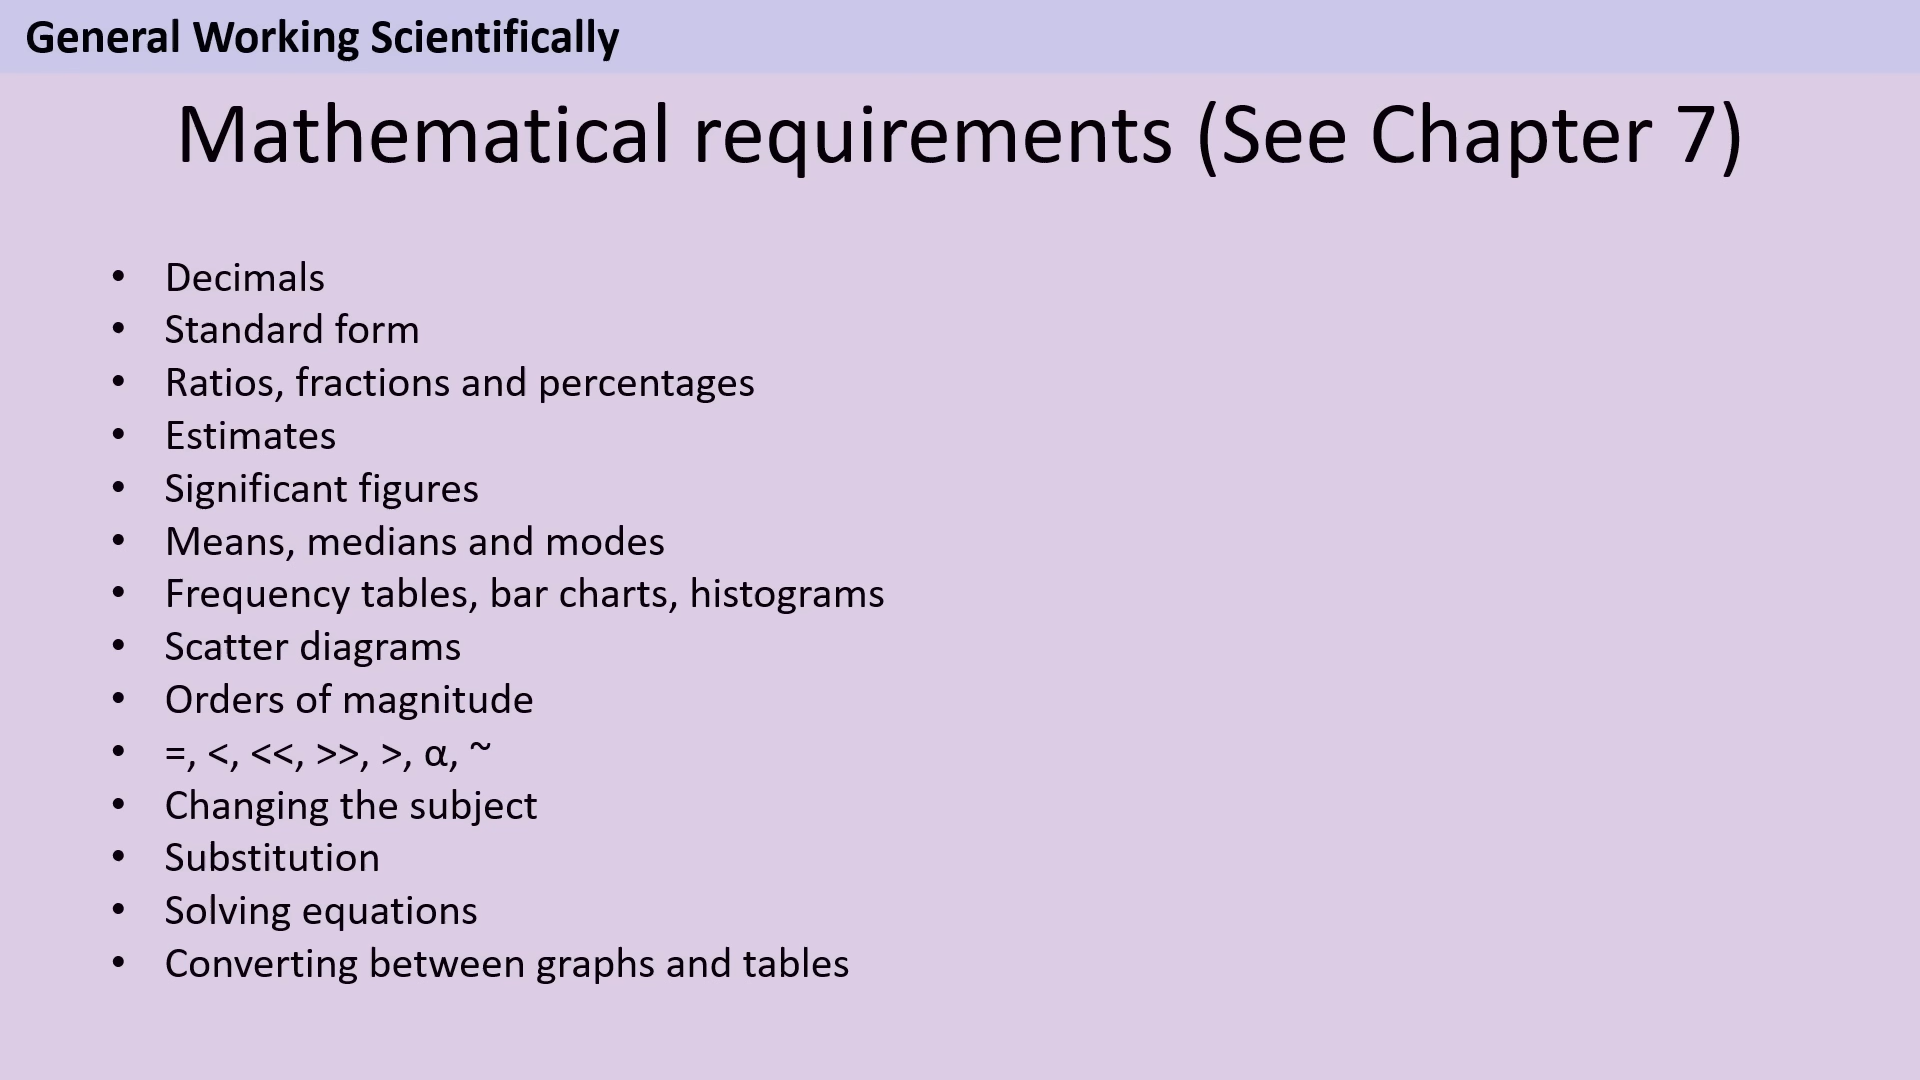 General Working Scientifically
Mathematical requirements (See Chapter 7)
• Decimals
• Standard form
• Ratios, fractions and percentages
• Estimates
• Significant figures
• Means, medians and modes
• Frequency tables, bar charts, histograms
• Scatter diagrams
• Orders of magnitude
• =, <, <<, >>, >, α, ~
• Changing the subject
• Substitution
• Solving equations
• Converting between graphs and tables